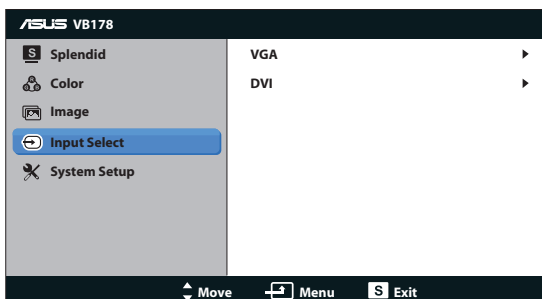 ASUS VB178
S Splendid
Color
Image
Input Select
System Setup
VGA
DVI
Move Menu S Exit